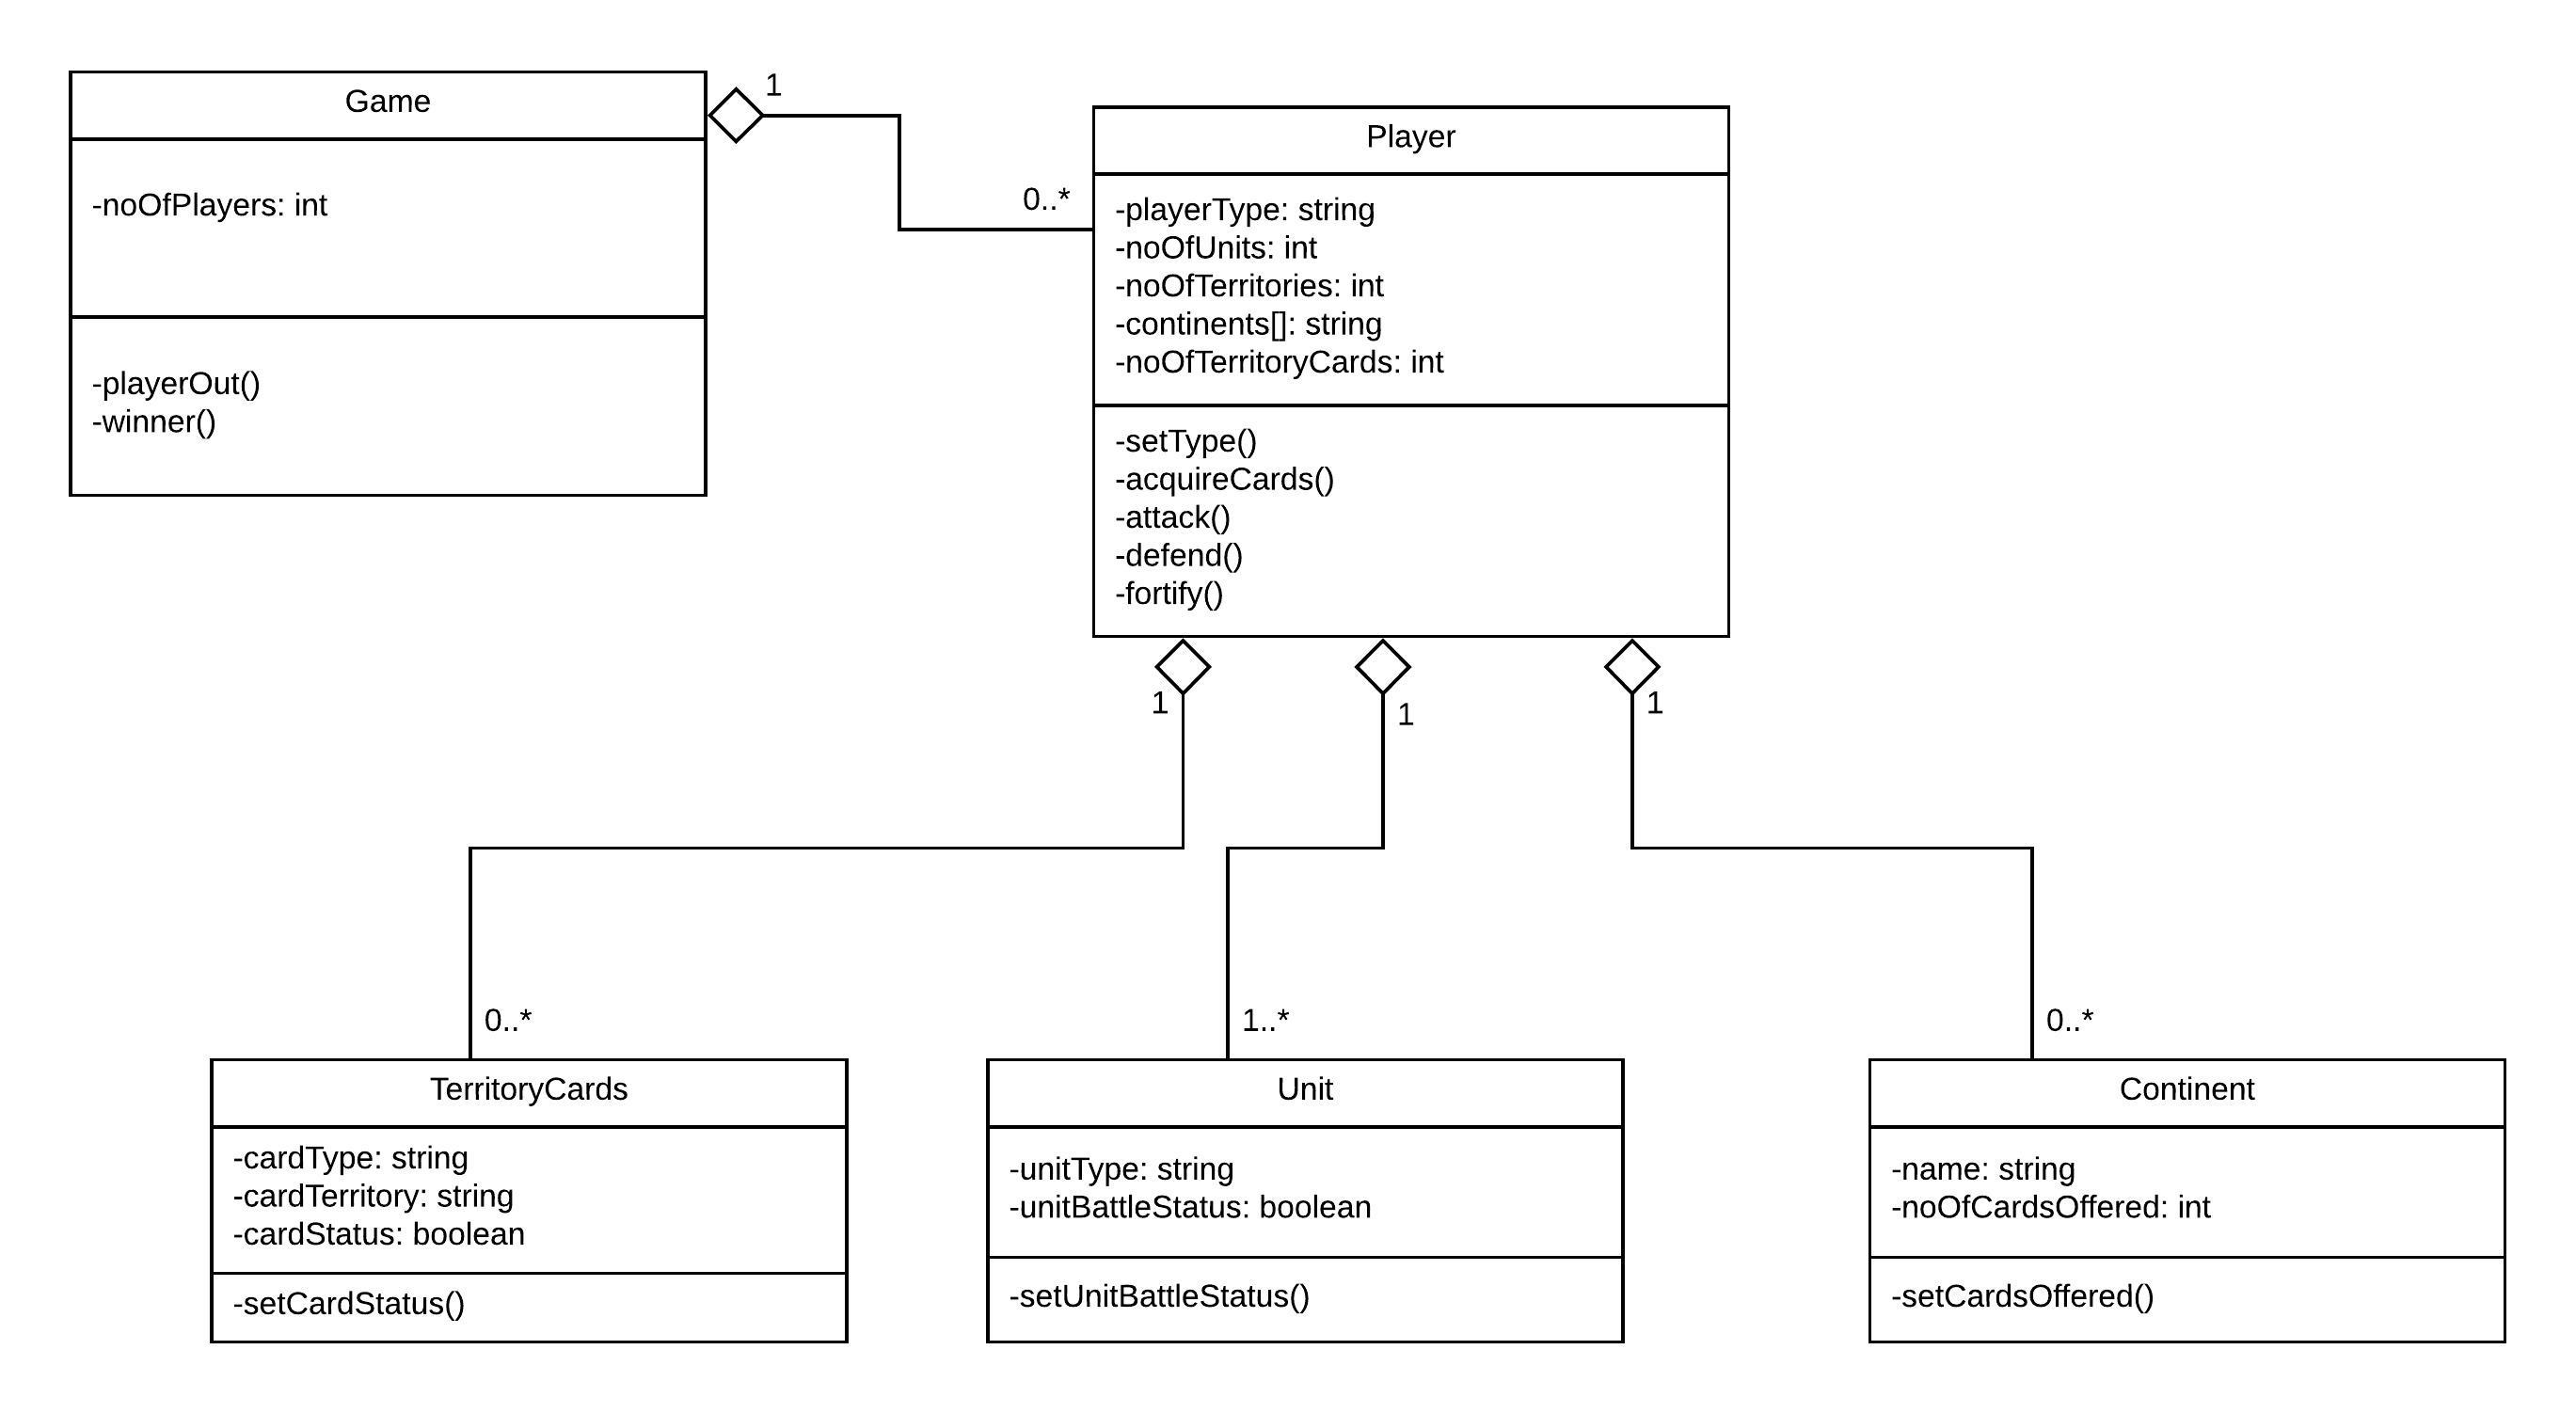 Game
-noOfPlayers: int
-playerOut()
-winner()
1
0..*
Player
-playerType: string
-noOfUnits: int
-noOfTerritories: int
-continents[]: string
-noOfTerritoryCards: int
-setType()
-acquireCards()
-attack()
-defend()
-fortify()
1
1
1
0..*
1..*
0..*
TerritoryCards
-cardType: string
-cardTerritory: string
-cardStatus: boolean
-setCardStatus()
Unit
-unitType: string
-unitBattleStatus: boolean
-setUnitBattleStatus()
Continent
-name: string
-noOfCardsOffered: int
-setCardsOffered()